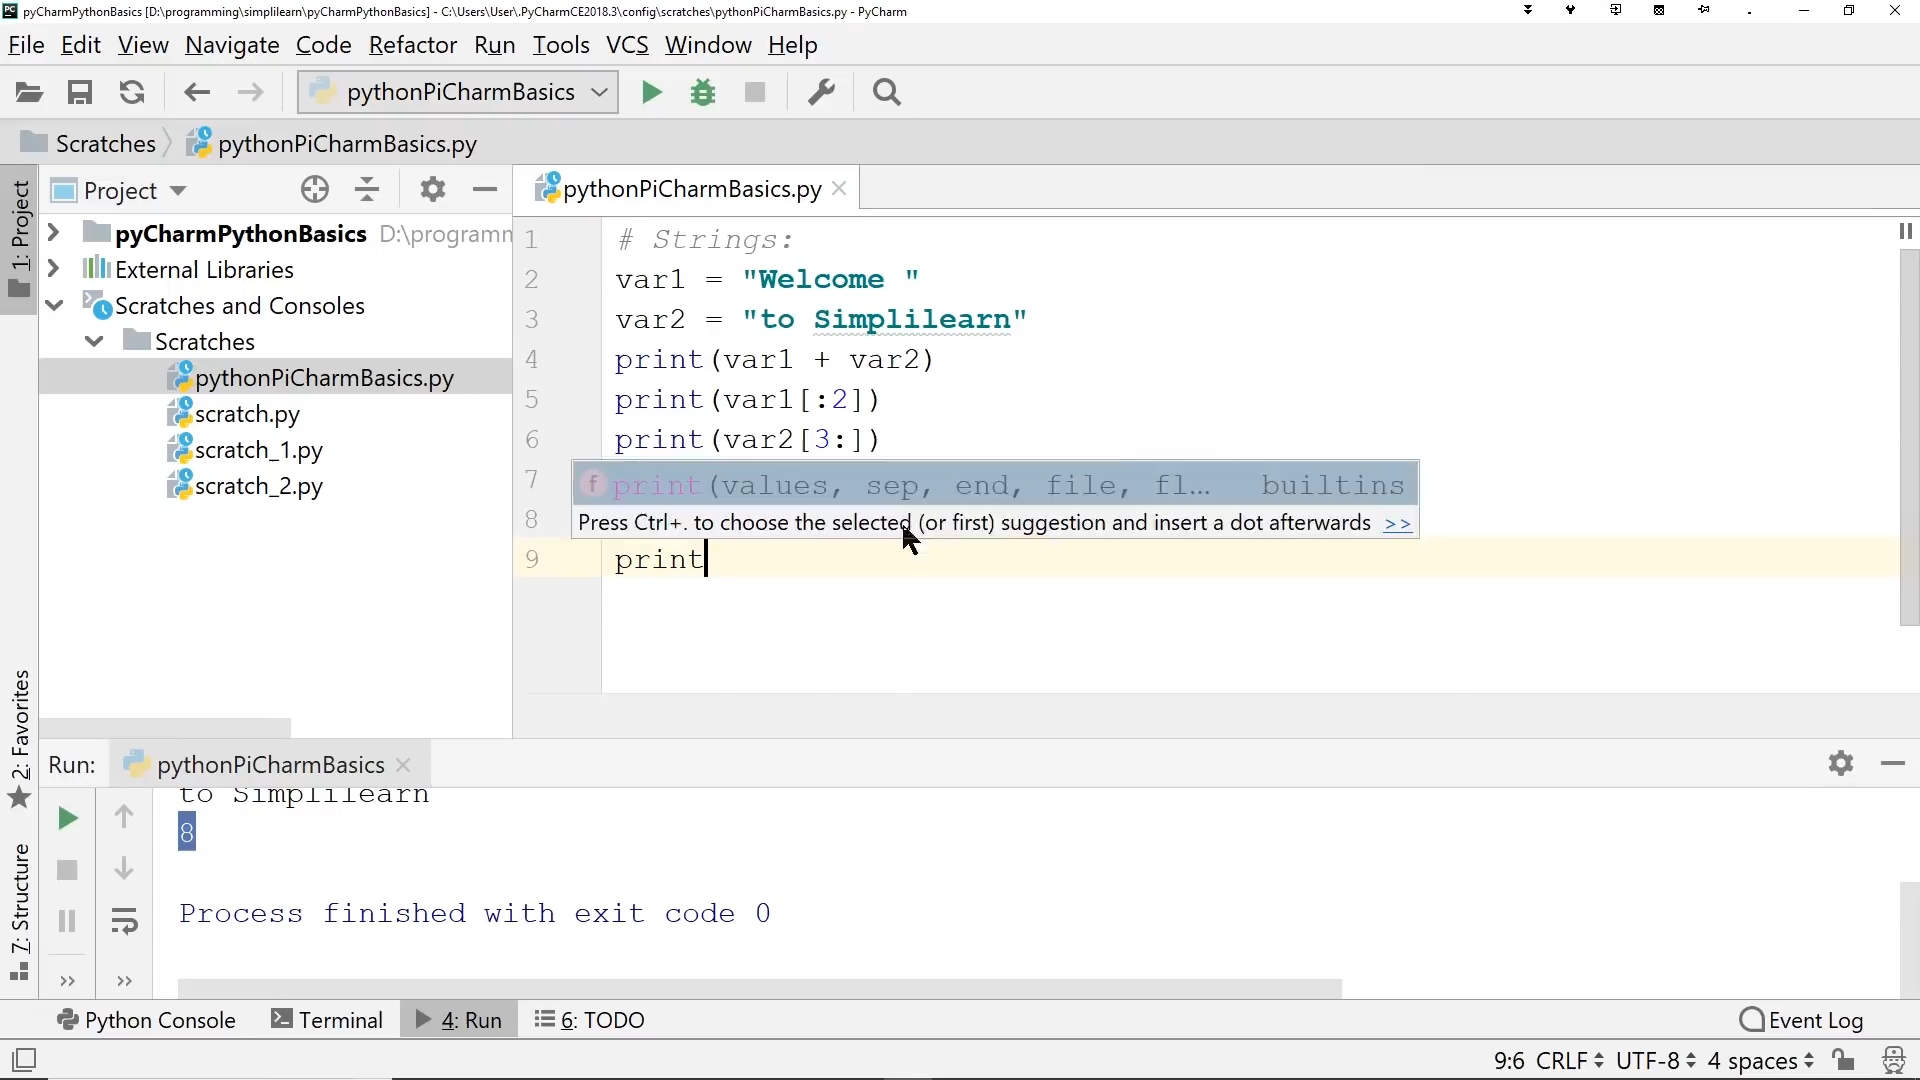 pyCharmPythonBasics [D:\programming\simplilearn\pyCharmPythonBasics] - C:\Users\User\.PyCharmCE2018.3\config\scratches\pythonPiCharmBasics.py - PyCharm
File Edit View Navigate Code Refactor Run Tools VCS Window Help
pythonPiCharmBasics
Scratches pythonPiCharmBasics.py
1: Project
Project
pyCharmPythonBasics D:\programm
External Libraries
Scratches and Consoles
Scratches
pythonPiCharmBasics.py
scratch.py
scratch_1.py
scratch_2.py
pythonPiCharmBasics.py
1 # Strings:
2 var1 = "Welcome "
3 var2 = "to Simplilearn"
4 print(var1 + var2)
5 print(var1[:2])
6 print(var2[3:])
7
f print(values, sep, end, file, fl... builtins
8
Press Ctrl+. to choose the selected (or first) suggestion and insert a dot afterwards >>
9 print
2: Favorites
7: Structure
Run: pythonPiCharmBasics
to Simplilearn
8
Process finished with exit code 0
Python Console Terminal 4: Run 6: TODO Event Log
9:6 CRLF UTF-8 4 spaces